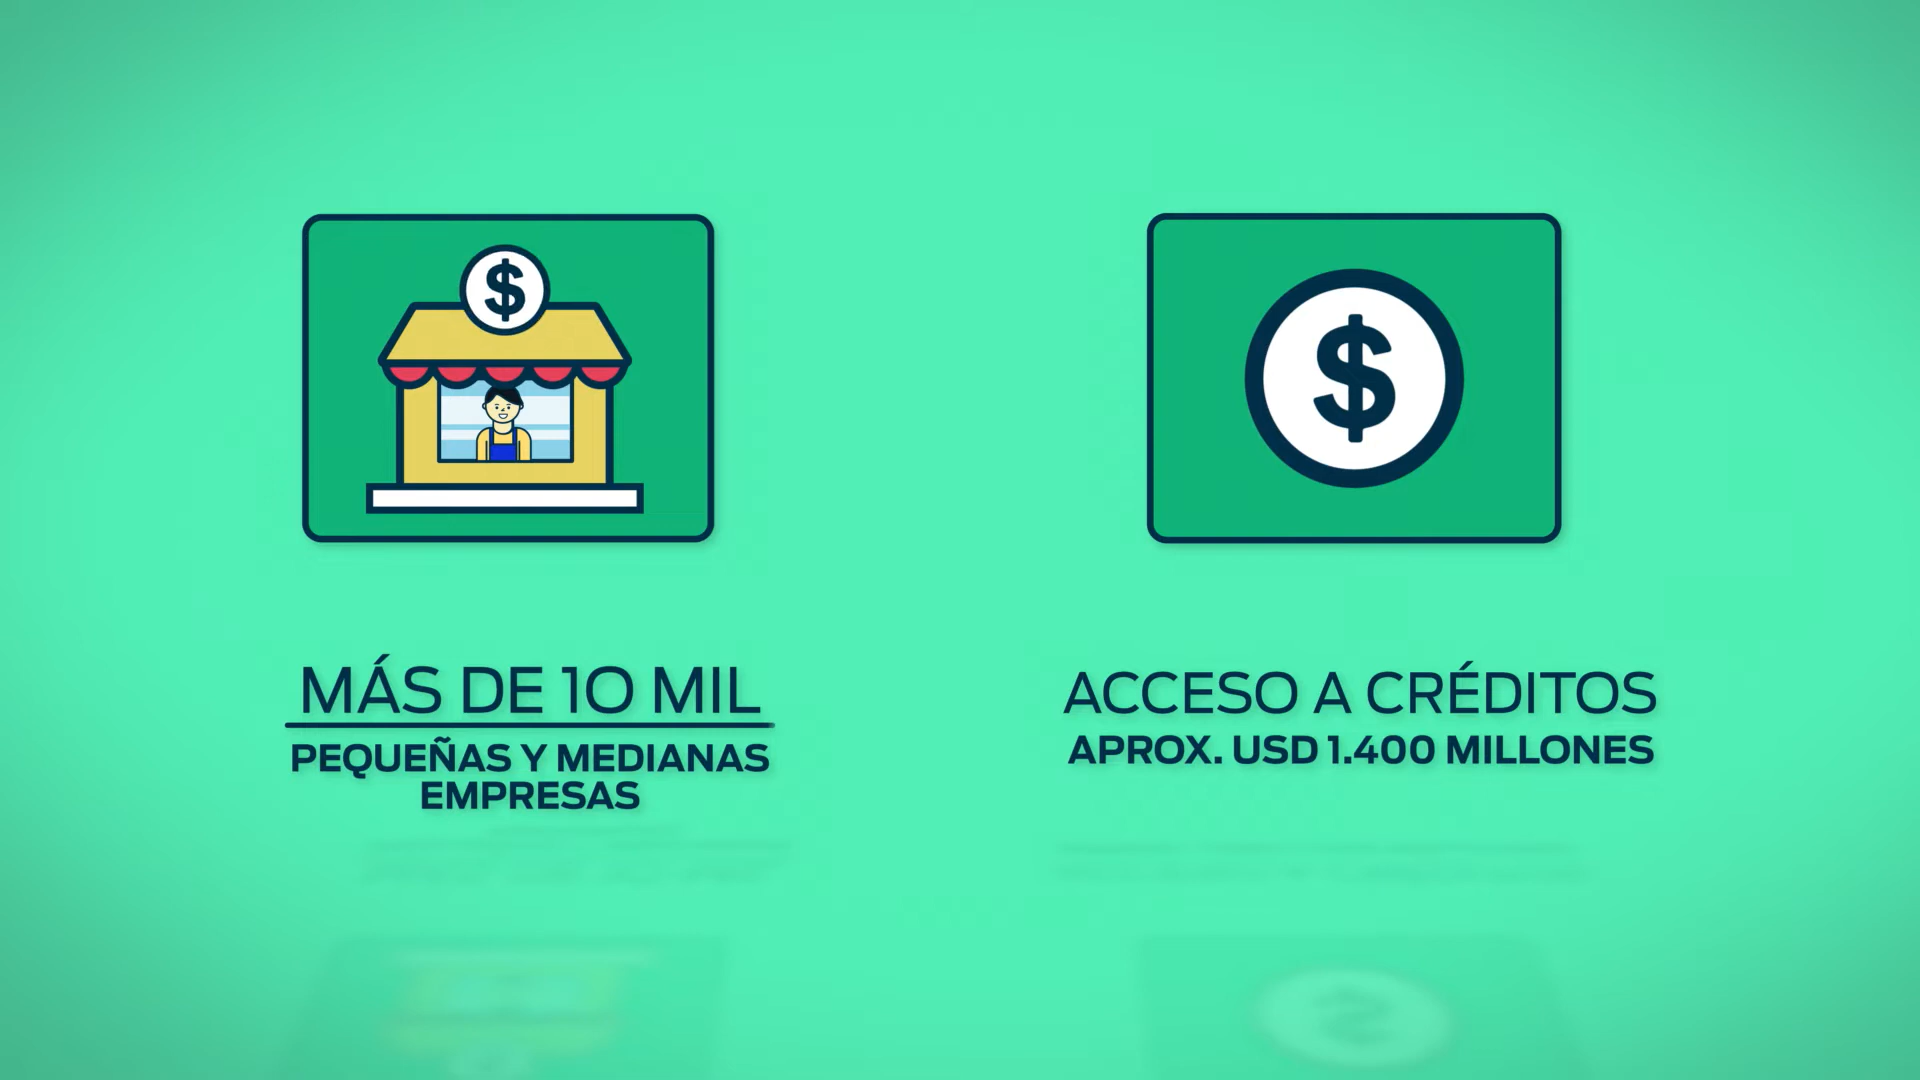 $
$
MÁS DE 10 MIL
PEQUEÑAS Y MEDIANAS
EMPRESAS
ACCESO A CRÉDITOS
APROX. USD 1.400 MILLONES